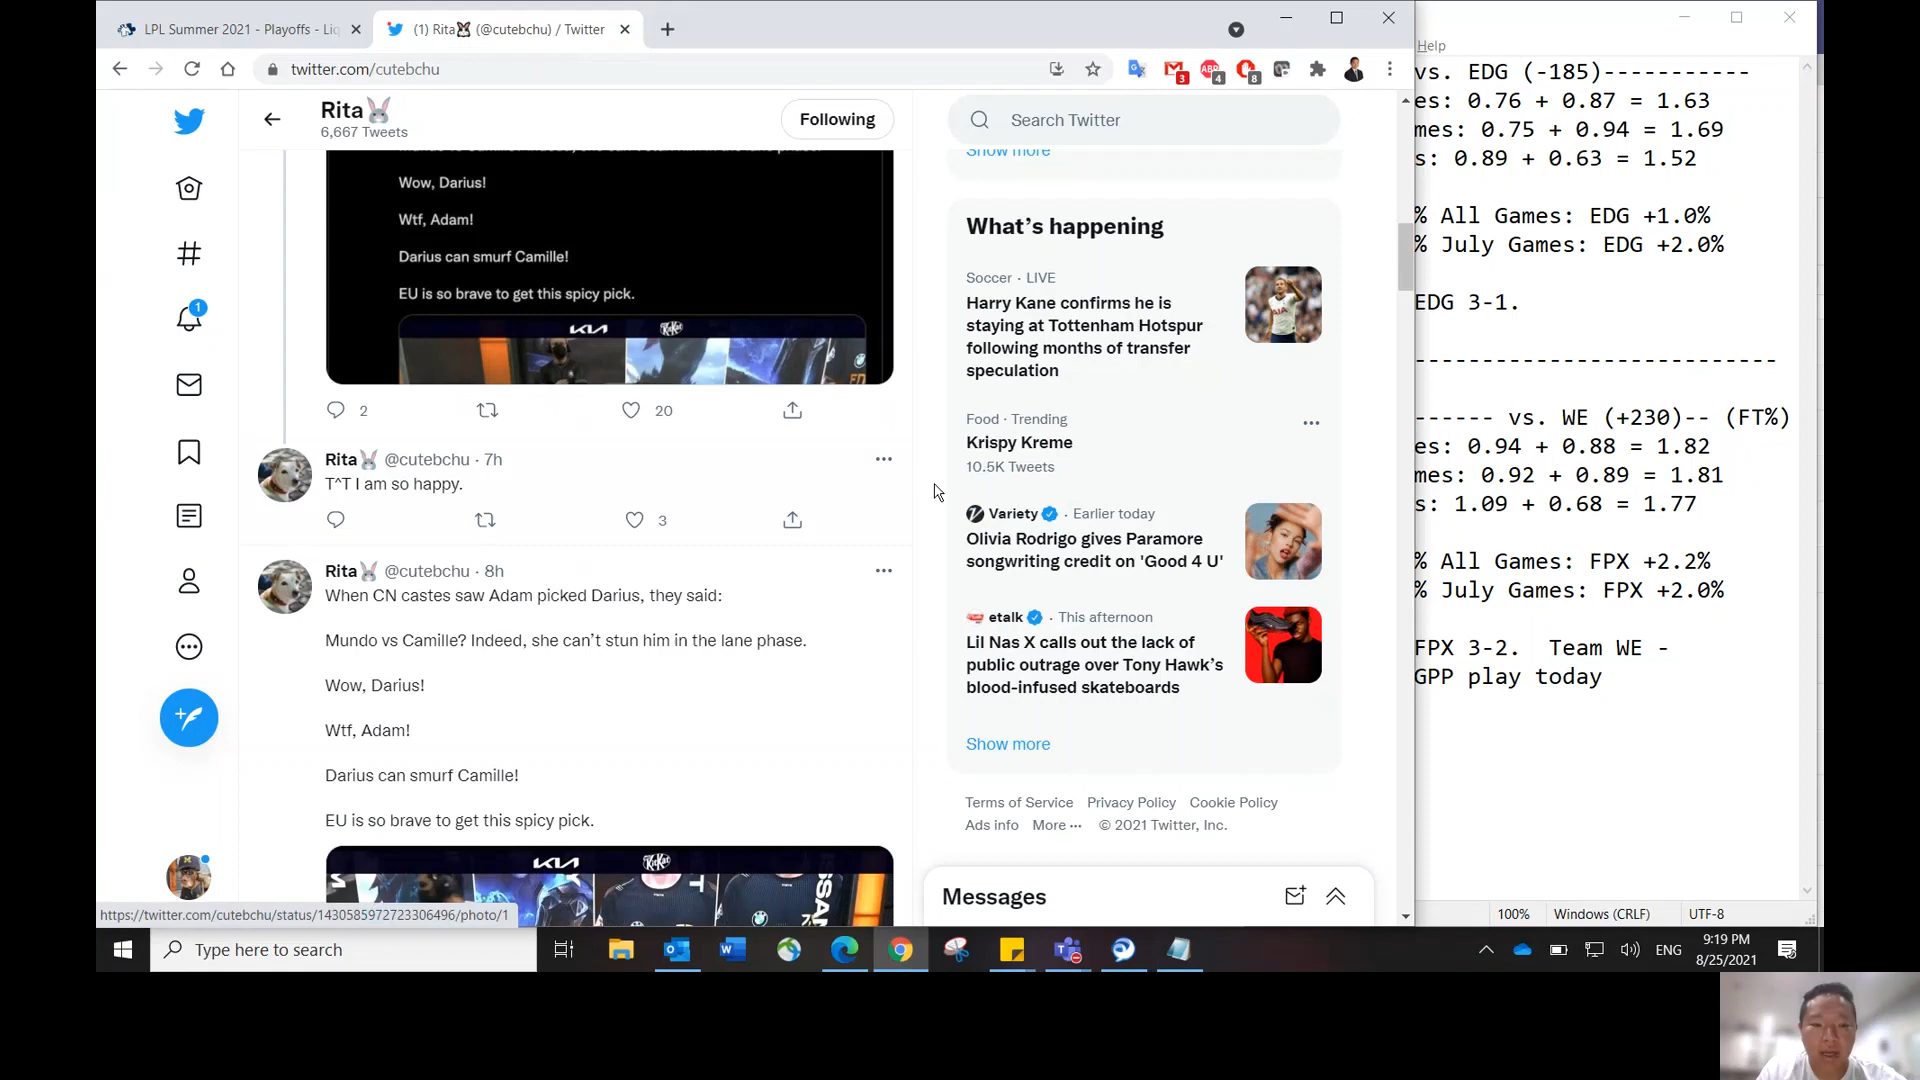 LPL Summer 2021 - Playoffs - Liq
(1) Rita (@cutebchu) / Twitter
twitter.com/cutebchu
3
4
8
Rita
6,667 Tweets
Following
Search Twitter
Show more
Wow, Darius!
Wtf, Adam!
Darius can smurf Camille!
EU is so brave to get this spicy pick.
KIA
KitKat
2
20
Rita @cutebchu · 7h
T^T I am so happy.
3
Rita @cutebchu · 8h
When CN castes saw Adam picked Darius, they said:
Mundo vs Camille? Indeed, she can’t stun him in the lane phase.
Wow, Darius!
Wtf, Adam!
Darius can smurf Camille!
EU is so brave to get this spicy pick.
KIA
KitKat
1
What’s happening
Soccer · LIVE
Harry Kane confirms he is
staying at Tottenham Hotspur
following months of transfer
speculation
Food · Trending
Krispy Kreme
10.5K Tweets
Variety · Earlier today
Olivia Rodrigo gives Paramore
songwriting credit on 'Good 4 U'
etalk · This afternoon
Lil Nas X calls out the lack of
public outrage over Tony Hawk’s
blood-infused skateboards
Show more
Terms of Service Privacy Policy Cookie Policy
Ads info More ··· © 2021 Twitter, Inc.
Messages
https://twitter.com/cutebchu/status/1430585972723306496/photo/1
Help
vs. EDG (-185)-----------
es: 0.76 + 0.87 = 1.63
mes: 0.75 + 0.94 = 1.69
s: 0.89 + 0.63 = 1.52
% All Games: EDG +1.0%
% July Games: EDG +2.0%
EDG 3-1.
---------------------------
------ vs. WE (+230)-- (FT%)
es: 0.94 + 0.88 = 1.82
mes: 0.92 + 0.89 = 1.81
s: 1.09 + 0.68 = 1.77
% All Games: FPX +2.2%
% July Games: FPX +2.0%
FPX 3-2. Team WE -
GPP play today
100% Windows (CRLF) UTF-8
Type here to search
ENG
9:19 PM
8/25/2021